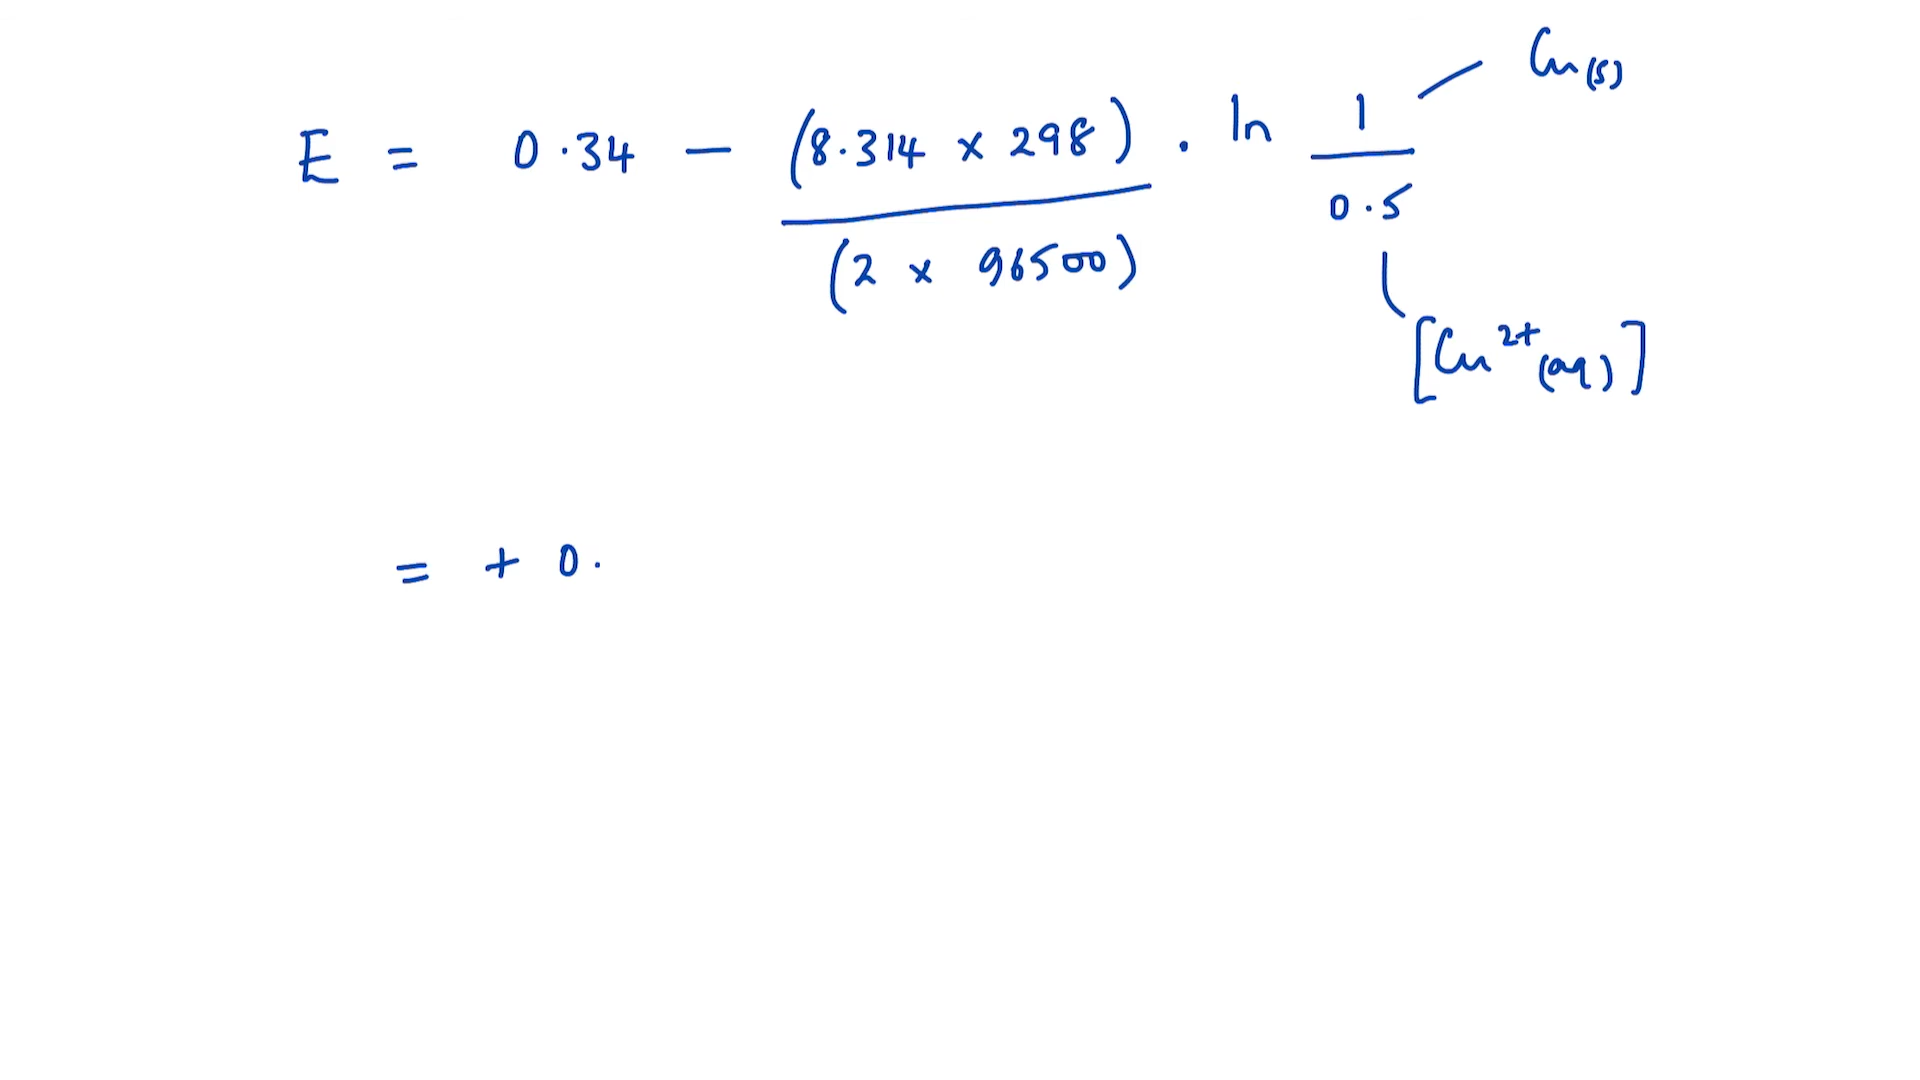 Cu(s)
E = 0.34 - (8.314 x 298) . ln 1
(2 x 96500) 0.5
[Cu2+(aq)]
= + 0.